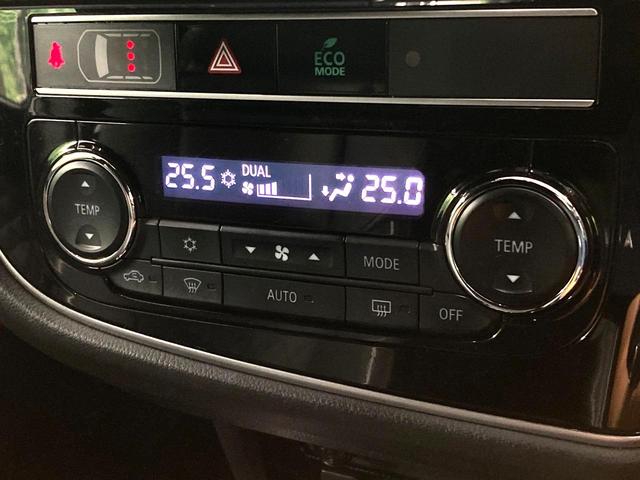 ECO
MODE
25.5 DUAL 25.0
TEMP
MODE
TEMP
AUTO
OFF
A